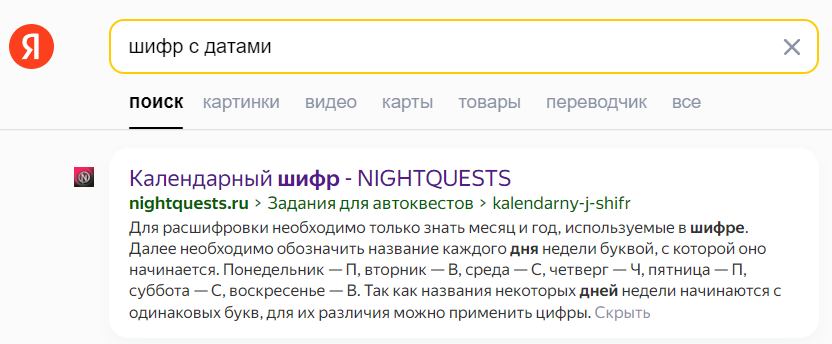 Я
шифр с датами
поиск картинки видео карты товары переводчик все
Календарный шифр - NIGHTQUESTS
nightquests.ru > Задания для автоквестов > kalendarny-j-shifr
Для расшифровки необходимо только знать месяц и год, используемые в шифре.
Далее необходимо обозначить название каждого дня недели буквой, с которой оно
начинается. Понедельник — П, вторник — В, среда — С, четверг — Ч, пятница — П,
суббота — С, воскресенье — В. Так как названия некоторых дней недели начинаются с
одинаковых букв, для их различия можно применить цифры. Скрыть